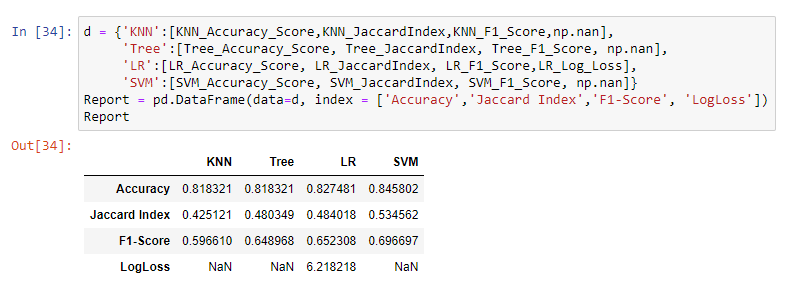 In [34]: d = {'KNN':[KNN_Accuracy_Score,KNN_JaccardIndex,KNN_F1_Score,np.nan],
'Tree':[Tree_Accuracy_Score, Tree_JaccardIndex, Tree_F1_Score, np.nan],
'LR':[LR_Accuracy_Score, LR_JaccardIndex, LR_F1_Score,LR_Log_Loss],
'SVM':[SVM_Accuracy_Score, SVM_JaccardIndex, SVM_F1_Score, np.nan]}
Report = pd.DataFrame(data=d, index = ['Accuracy','Jaccard Index','F1-Score', 'LogLoss'])
Report
Out[34]:
KNN Tree LR SVM
Accuracy 0.818321 0.818321 0.827481 0.845802
Jaccard Index 0.425121 0.480349 0.484018 0.534562
F1-Score 0.596610 0.648968 0.652308 0.696697
LogLoss NaN NaN 6.218218 NaN